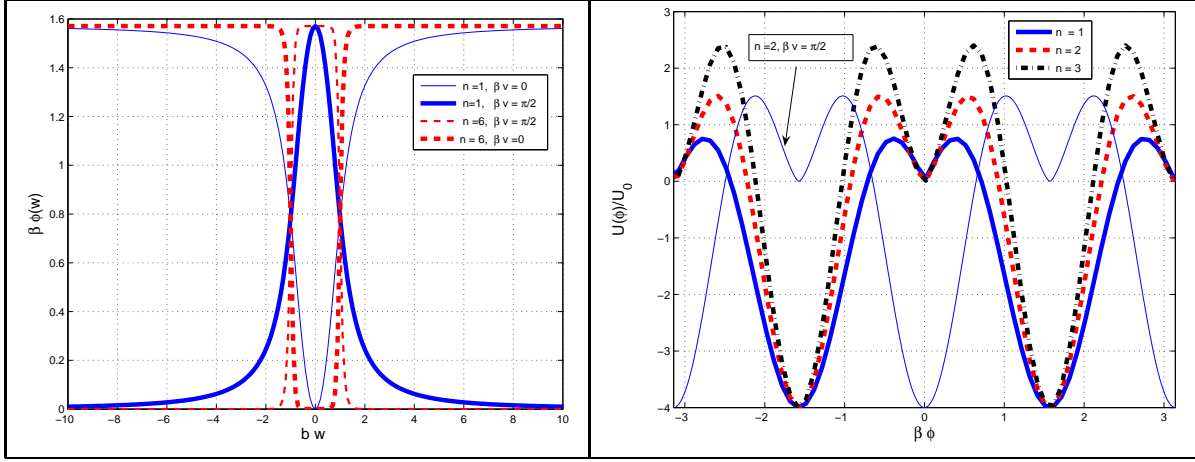 1.6
1.4
1.2
1
0.8
0.6
0.4
0.2
0
β ϕ(w)
n =1, β v = 0
n=1, β v = π/2
n =6, β v = π/2
n = 6, β v =0
−10 −8 −6 −4 −2 0 2 4 6 8 10
b w
3
2
1
0
−1
−2
−3
−4
U(ϕ)/U0
n =2, β v = π/2
n = 1
n = 2
n = 3
−3 −2 −1 0 1 2 3
β ϕ